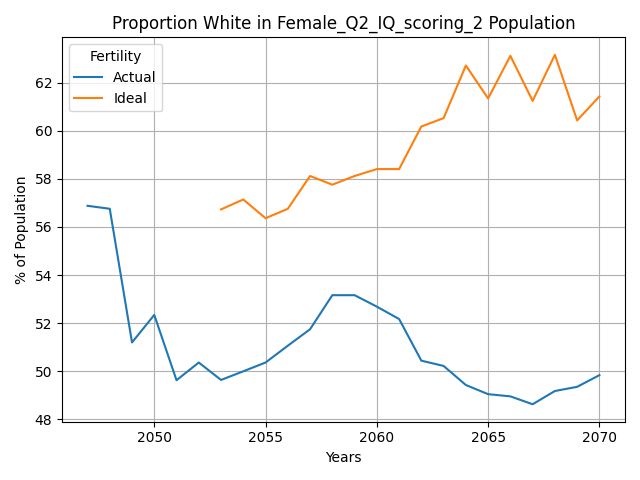 Proportion White in Female_Q2_IQ_scoring_2 Population
Fertility
Actual
Ideal
% of Population
62
60
58
56
54
52
50
48
2050
2055
2060
2065
2070
Years